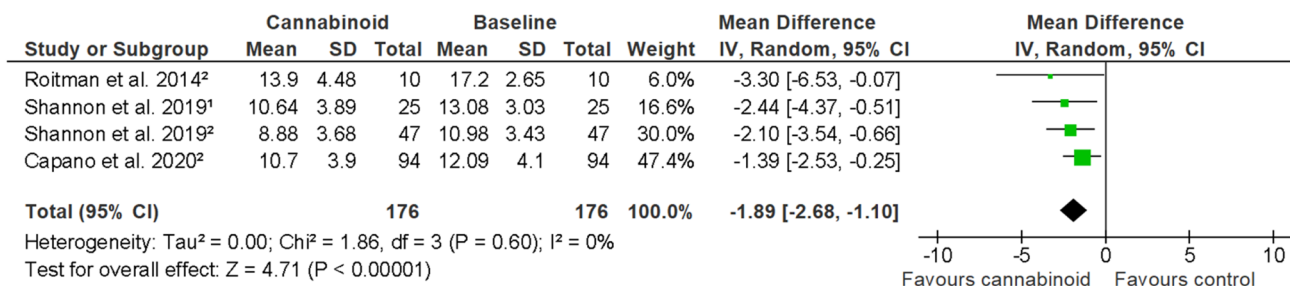 Cannabinoid Baseline Mean Difference Mean Difference
Study or Subgroup Mean SD Total Mean SD Total Weight IV, Random, 95% CI IV, Random, 95% CI
Roitman et al. 2014² 13.9 4.48 10 17.2 2.65 10 6.0% -3.30 [-6.53, -0.07]
Shannon et al. 2019¹ 10.64 3.89 25 13.08 3.03 25 16.6% -2.44 [-4.37, -0.51]
Shannon et al. 2019² 8.88 3.68 47 10.98 3.43 47 30.0% -2.10 [-3.54, -0.66]
Capano et al. 2020² 10.7 3.9 94 12.09 4.1 94 47.4% -1.39 [-2.53, -0.25]
Total (95% CI) 176 176 100.0% -1.89 [-2.68, -1.10]
Heterogeneity: Tau² = 0.00; Chi² = 1.86, df = 3 (P = 0.60); I² = 0%
Test for overall effect: Z = 4.71 (P < 0.00001)
-10 -5 0 5 10
Favours cannabinoid Favours control